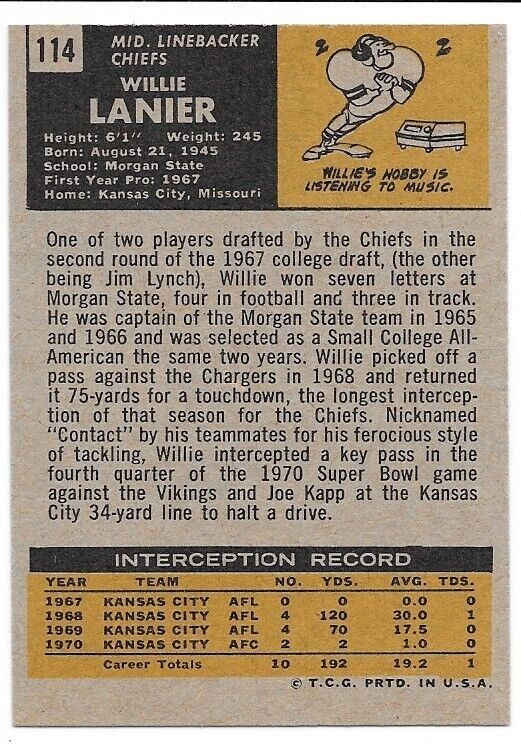 114
MID. LINEBACKER
CHIEFS
WILLIE
LANIER
Height: 6'1" Weight: 245
Born: August 21, 1945
School: Morgan State
First Year Pro: 1967
Home: Kansas City, Missouri
WILLIE'S HOBBY IS
LISTENING TO MUSIC.
One of two players drafted by the Chiefs in the
second round of the 1967 college draft, (the other
being Jim Lynch), Willie won seven letters at
Morgan State, four in football and three in track.
He was captain of the Morgan State team in 1965
and 1966 and was selected as a Small College All-
American the same two years. Willie picked off a
pass against the Chargers in 1968 and returned
it 75-yards for a touchdown, the longest intercep-
tion of that season for the Chiefs. Nicknamed
"Contact" by his teammates for his ferocious style
of tackling, Willie intercepted a key pass in the
fourth quarter of the 1970 Super Bowl game
against the Vikings and Joe Kapp at the Kansas
City 34-yard line to halt a drive.
INTERCEPTION RECORD
YEAR TEAM NO. YDS. AVG. TDS.
1967 KANSAS CITY AFL 0 0 0.0 0
1968 KANSAS CITY AFL 4 120 30.0 1
1969 KANSAS CITY AFL 4 70 17.5 0
1970 KANSAS CITY AFC 2 2 1.0 0
Career Totals 10 192 19.2 1
© T.C.G. PRTD. IN U.S.A.